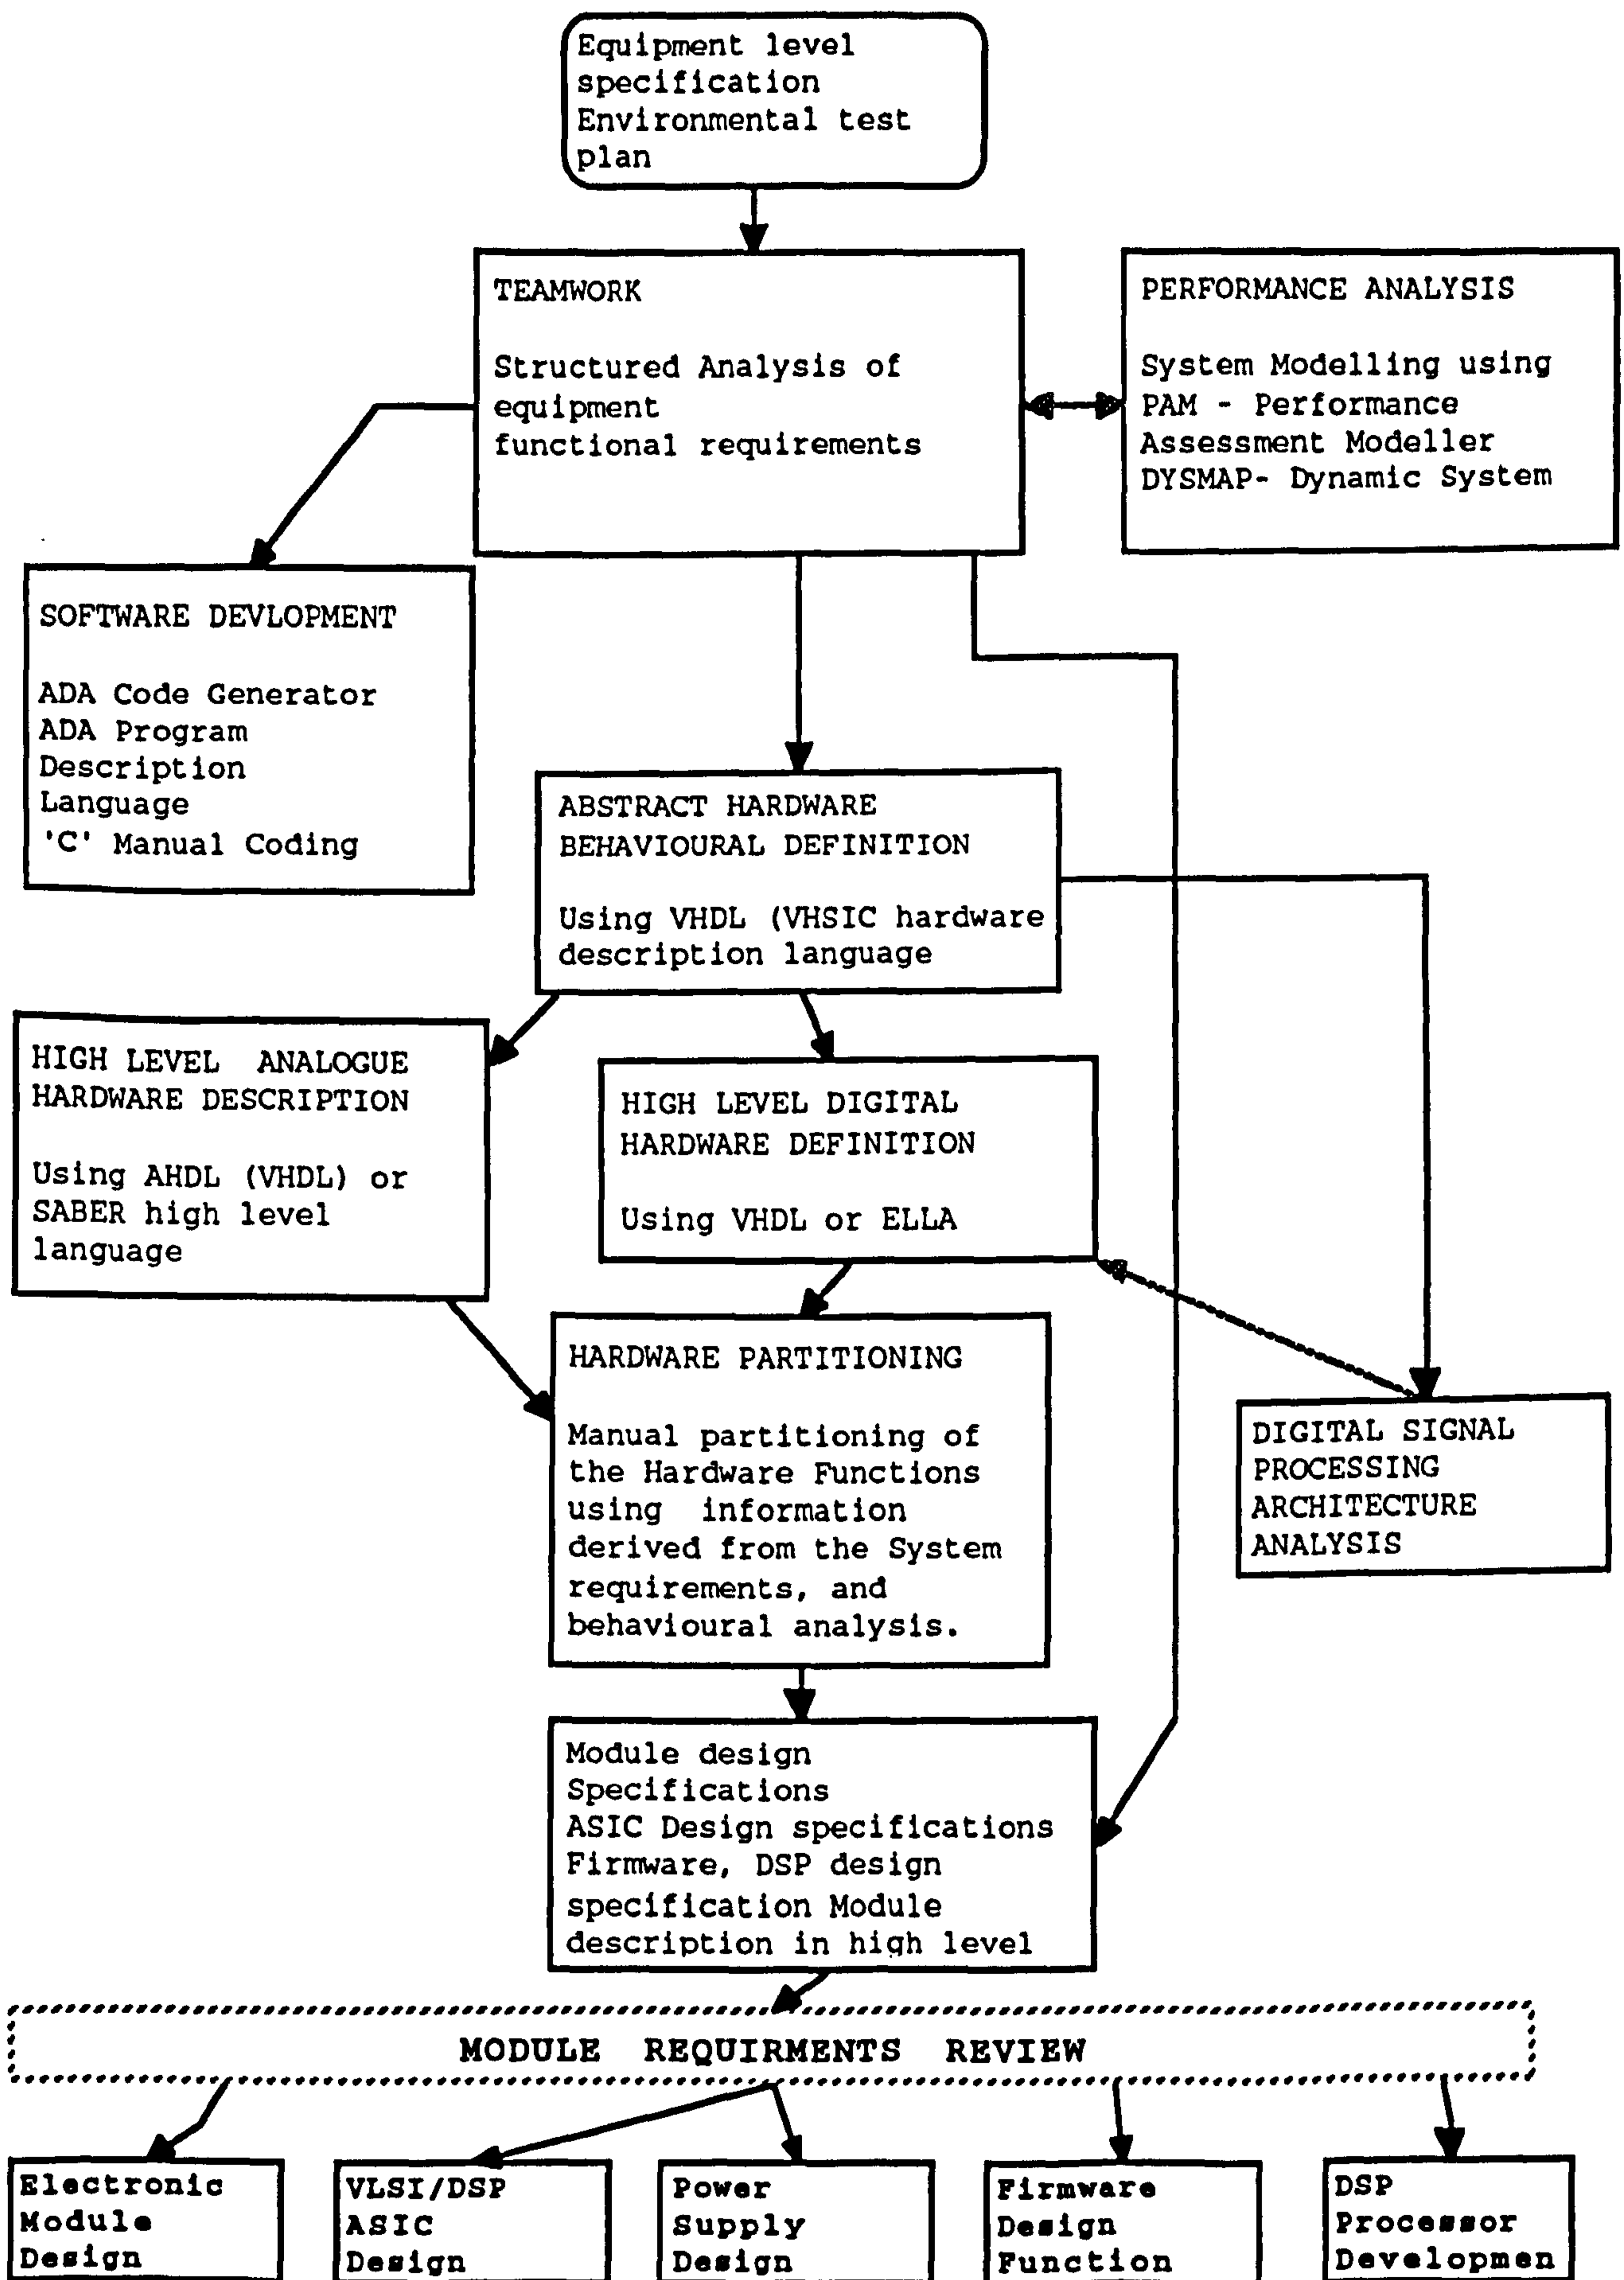 Equipment level
specification
Environmental test
plan
TEAMWORK
Structured Analysis of
equipment
functional requirements
PERFORMANCE ANALYSIS
System Modelling using
PAM - Performance
Assessment Modeller
DYSMAP- Dynamic System
SOFTWARE DEVLOPMENT
ADA Code Generator
ADA Program
Description
Language
'C' Manual Coding
ABSTRACT HARDWARE
BEHAVIOURAL DEFINITION
Using VHDL (VHSIC hardware
description language
HIGH LEVEL ANALOGUE
HARDWARE DESCRIPTION
Using AHDL (VHDL) or
SABER high level
language
HIGH LEVEL DIGITAL
HARDWARE DEFINITION
Using VHDL or ELLA
HARDWARE PARTITIONING
Manual partitioning of
the Hardware Functions
using information
derived from the System
requirements, and
behavioural analysis.
DIGITAL SIGNAL
PROCESSING
ARCHITECTURE
ANALYSIS
Module design
Specifications
ASIC Design specifications
Firmware, DSP design
specification Module
description in high level
MODULE REQUIRMENTS REVIEW
Electronic
Module
Design
VLSI/DSP
ASIC
Design
Power
Supply
Design
Firmware
Design
Function
DSP
Processor
Developmen